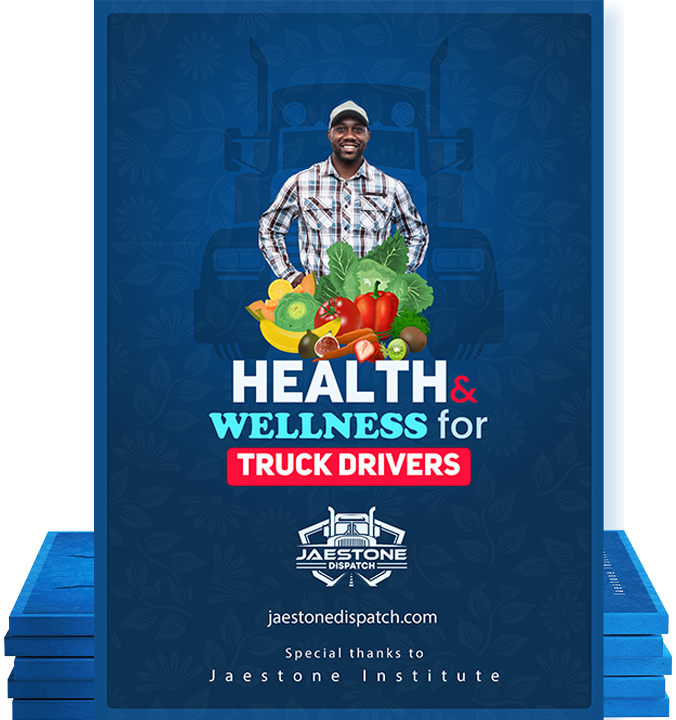 HEALTH &
WELLNESS for
TRUCK DRIVERS
JAESTONE
DISPATCH
jaestonedispatch.com
Special thanks to
Jaestone Institute